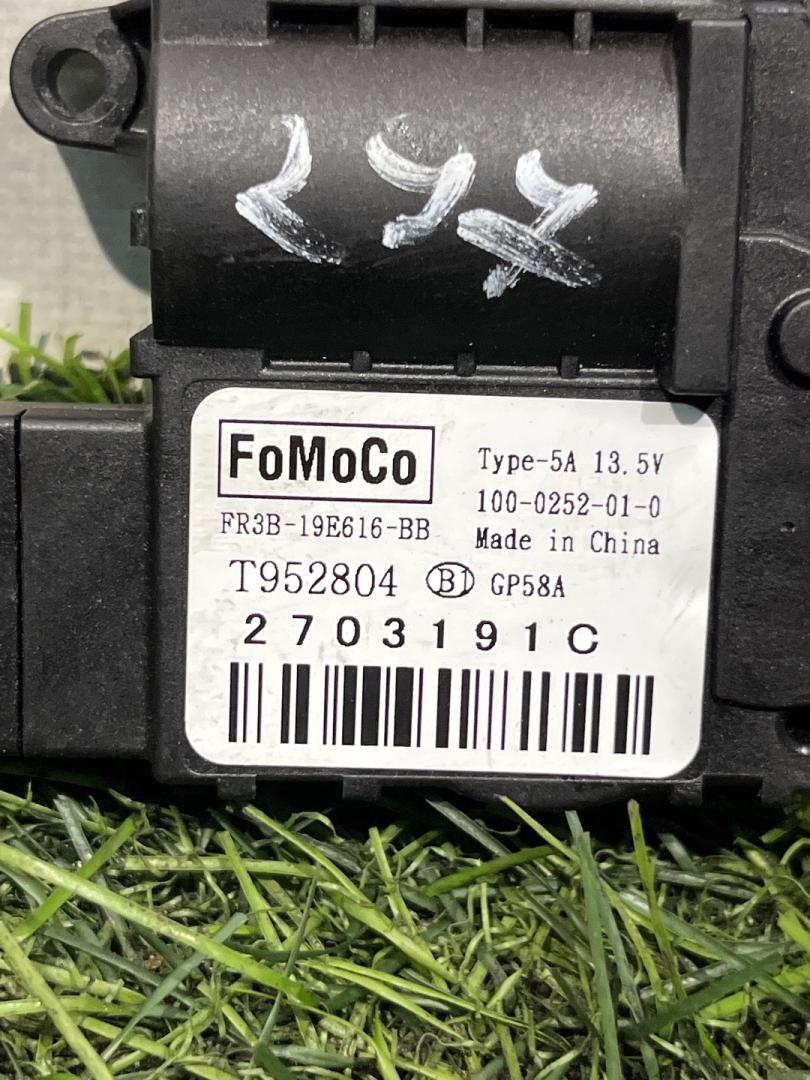 FoMoCo
Type-5A 13.5V
100-0252-01-0
FR3B-19E616-BB
Made in China
T952804 B1 GP58A
2703191C